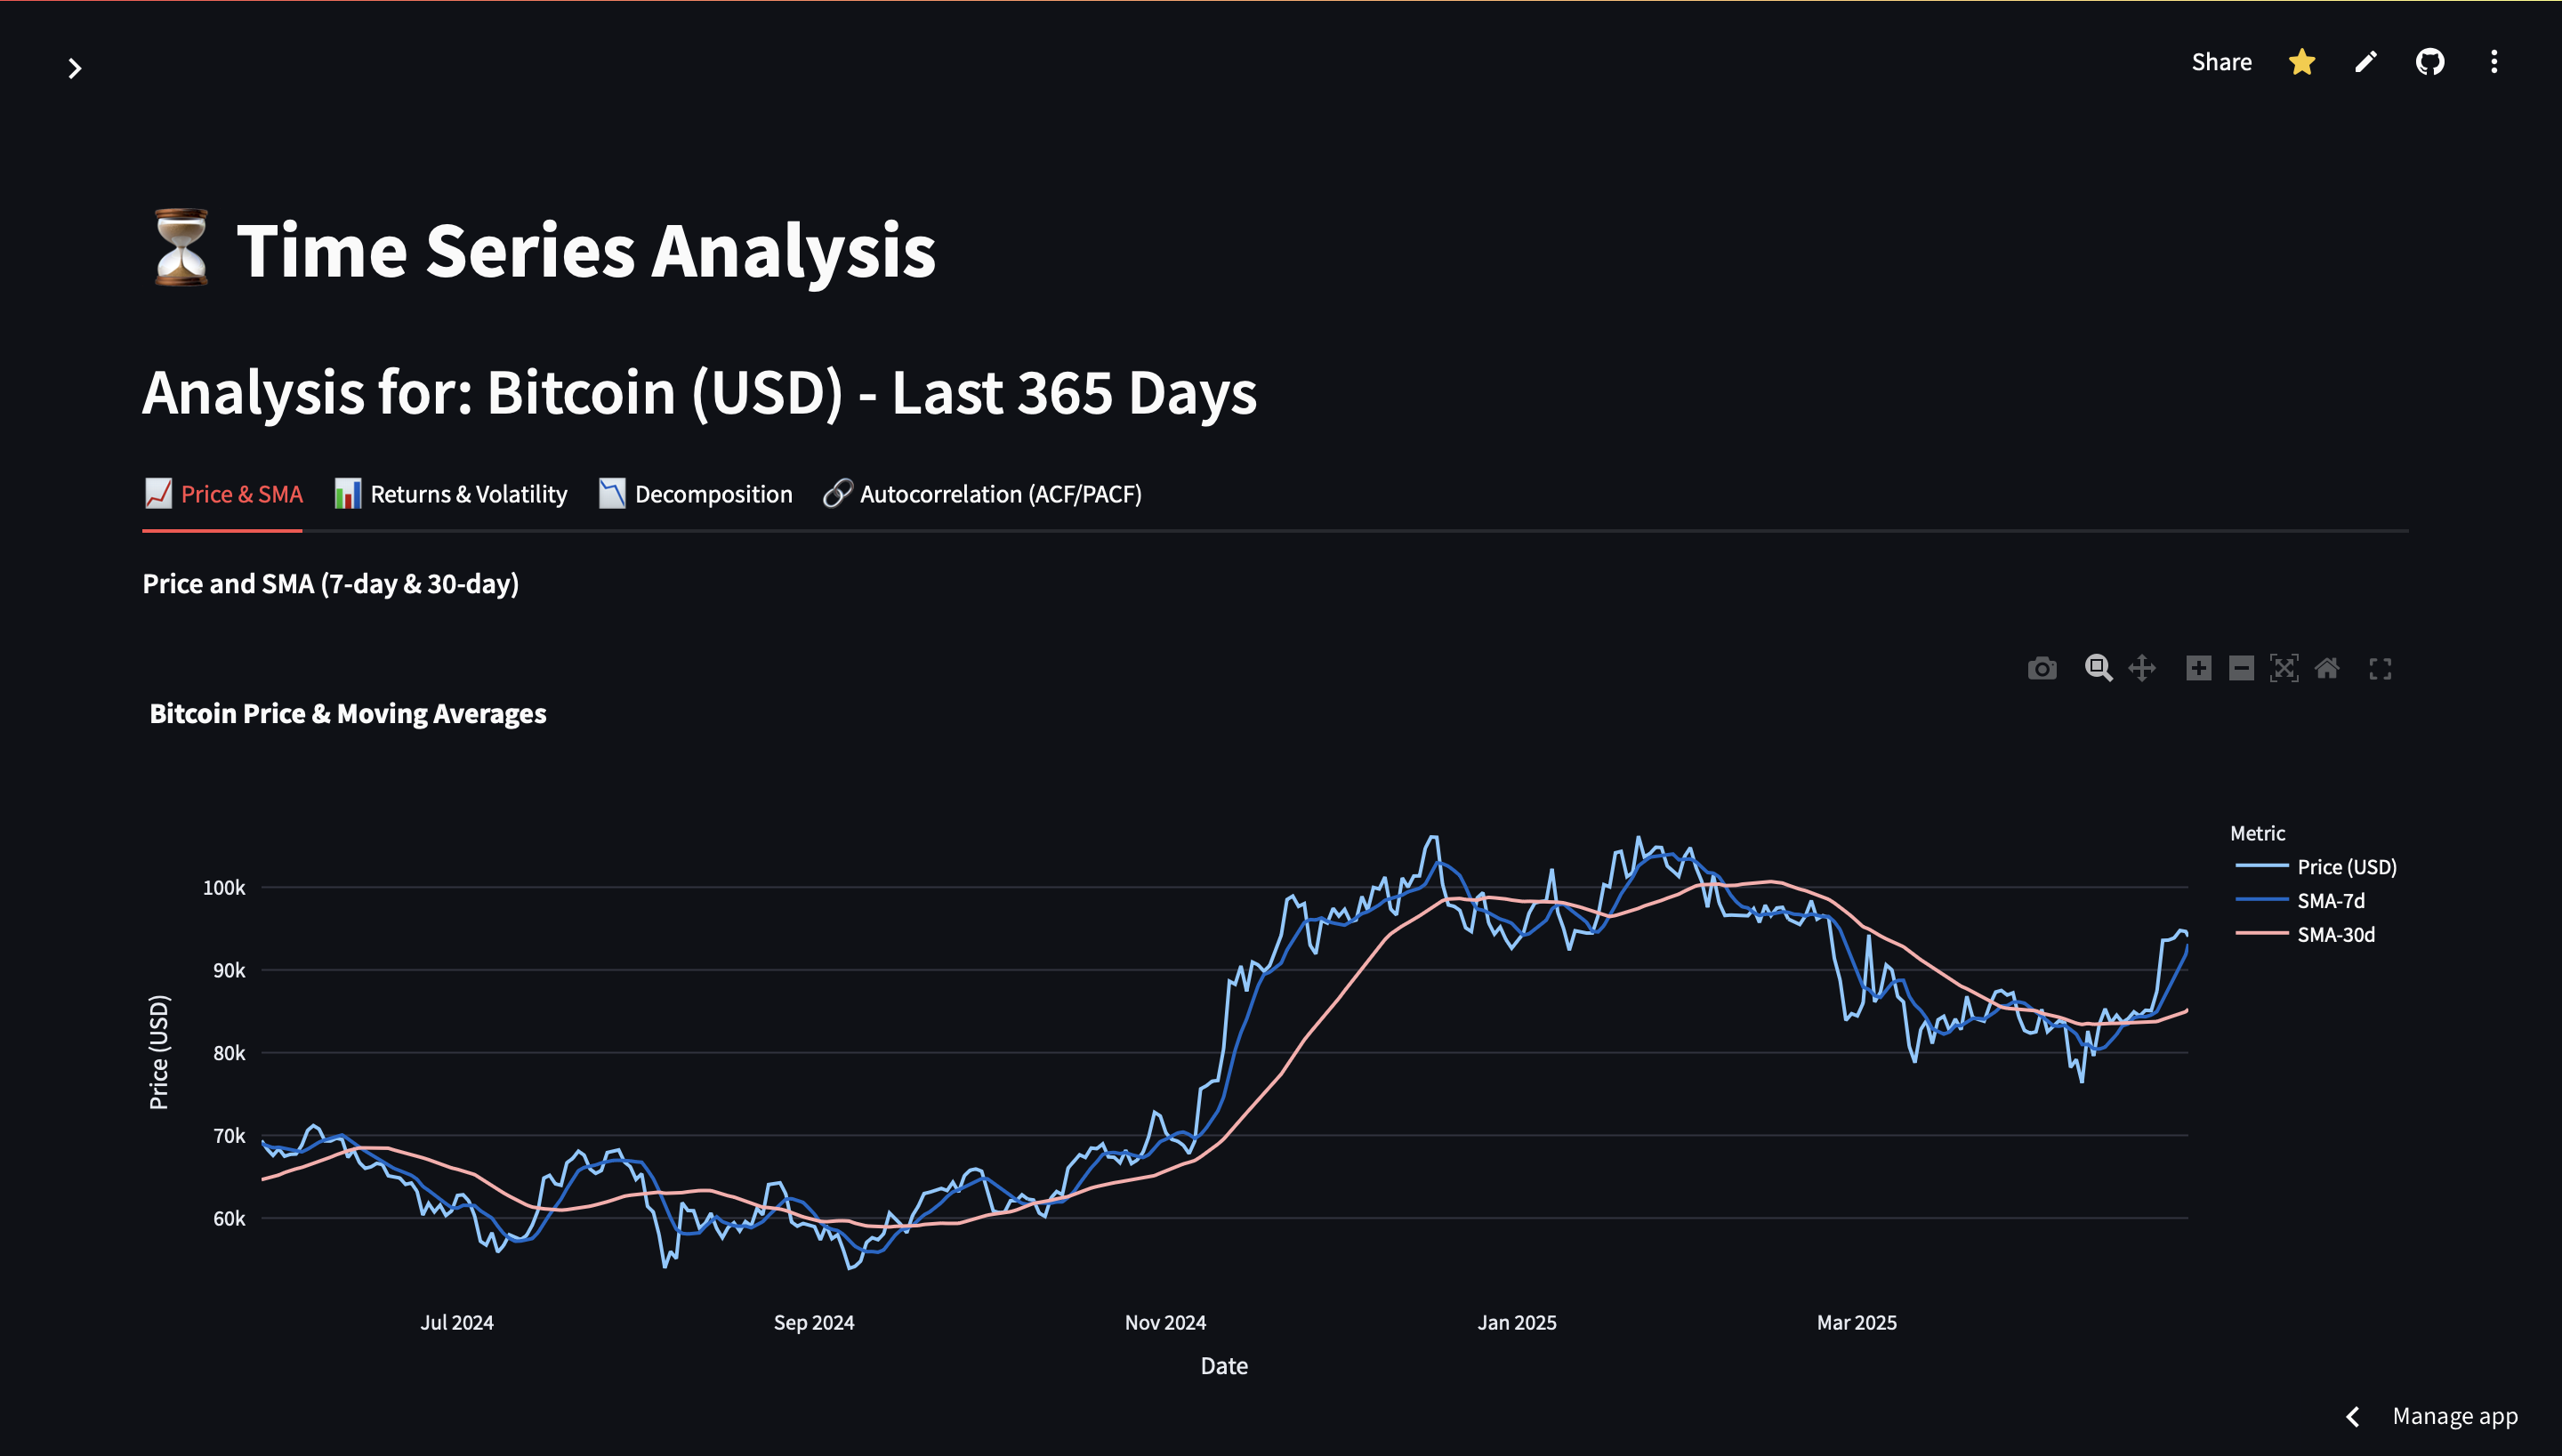 Share
Time Series Analysis
Analysis for: Bitcoin (USD) - Last 365 Days
Price & SMA Returns & Volatility Decomposition Autocorrelation (ACF/PACF)
Price and SMA (7-day & 30-day)
Bitcoin Price & Moving Averages
Metric
Price (USD)
SMA-7d
SMA-30d
Price (USD)
100k
90k
80k
70k
60k
Jul 2024 Sep 2024 Nov 2024 Jan 2025 Mar 2025
Date
Manage app